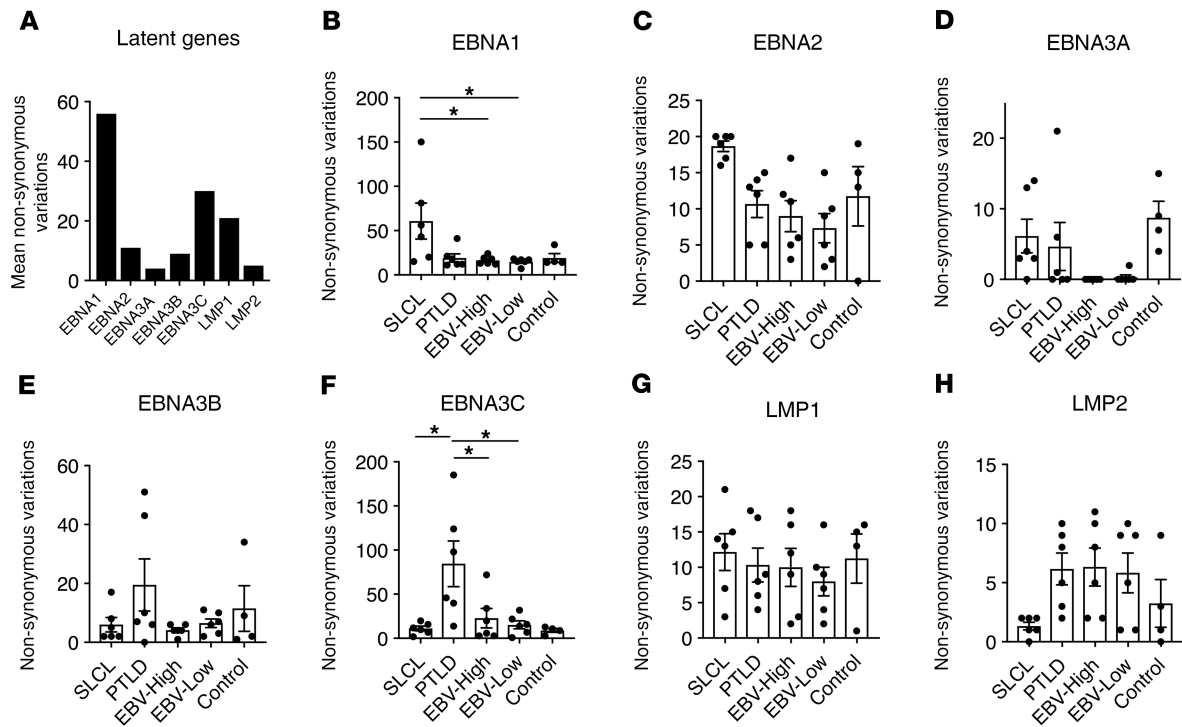 A
Latent genes
Mean non-synonymous
variations
60
40
20
0
EBNA1
EBNA2
EBNA3A
EBNA3B
EBNA3C
LMP1
LMP2
B
EBNA1
Non-synonymous variations
200
150
100
50
0
*
*
SLCL
PTLD
EBV-High
EBV-Low
Control
C
EBNA2
Non-synonymous variations
25
20
15
10
5
0
SLCL
PTLD
EBV-High
EBV-Low
Control
D
EBNA3A
Non-synonymous variations
20
10
0
SLCL
PTLD
EBV-High
EBV-Low
Control
E
EBNA3B
Non-synonymous variations
60
40
20
0
SLCL
PTLD
EBV-High
EBV-Low
Control
F
EBNA3C
Non-synonymous variations
200
150
100
50
0
*
*
*
SLCL
PTLD
EBV-High
EBV-Low
Control
G
LMP1
Non-synonymous variations
25
20
15
10
5
0
SLCL
PTLD
EBV-High
EBV-Low
Control
H
LMP2
Non-synonymous variations
15
10
5
0
SLCL
PTLD
EBV-High
EBV-Low
Control